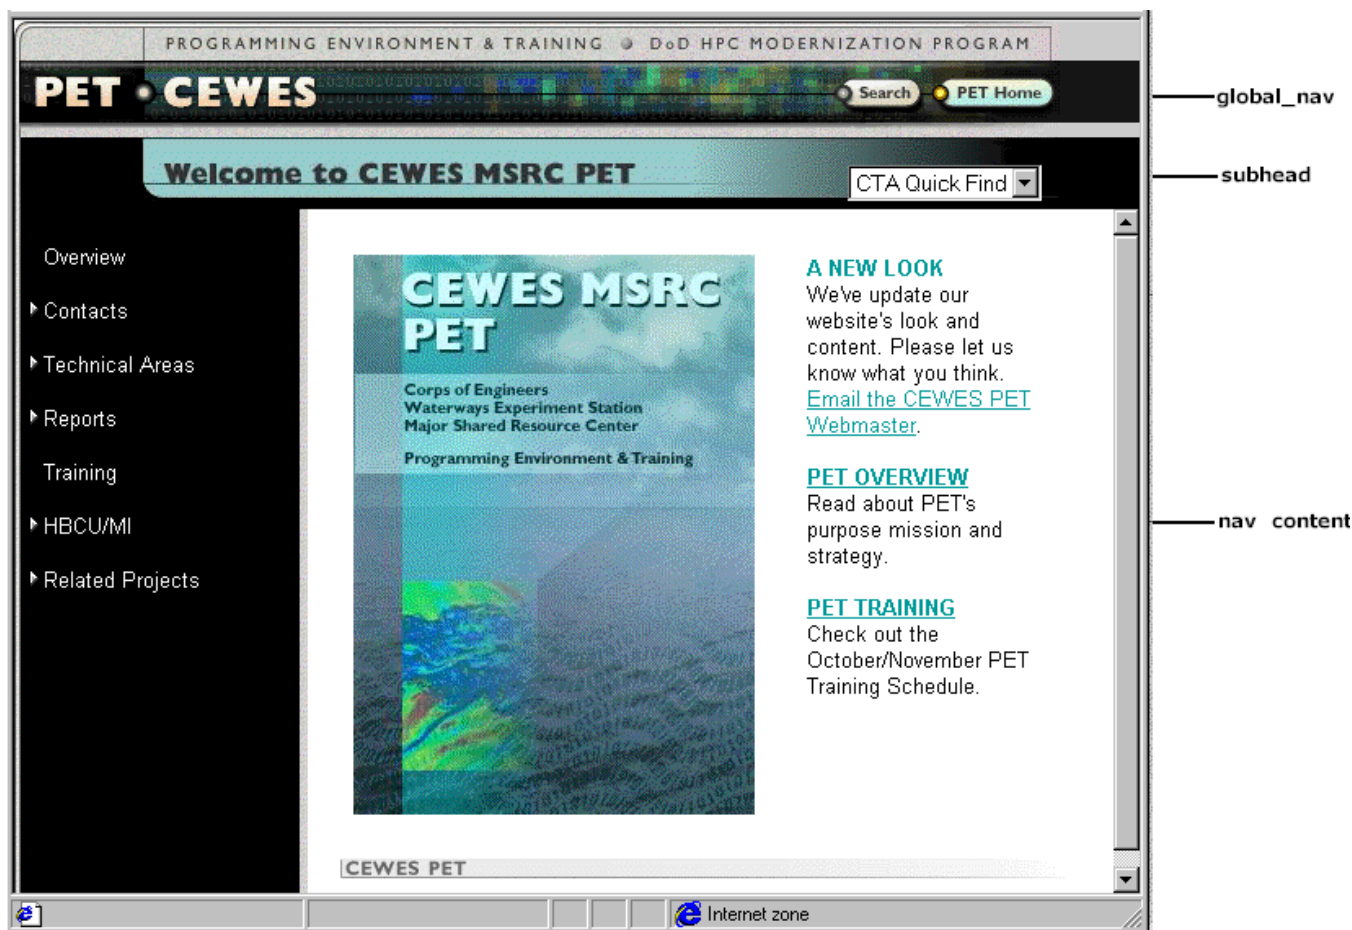 PROGRAMMING ENVIRONMENT & TRAINING DoD HPC MODERNIZATION PROGRAM
PET CEWES
Search
PET Home
global_nav
Welcome to CEWES MSRC PET
CTA Quick Find
subhead
Overview
Contacts
Technical Areas
Reports
Training
HBCU/MI
Related Projects
CEWES MSRC
PET
Corps of Engineers
Waterways Experiment Station
Major Shared Resource Center
Programming Environment & Training
A NEW LOOK
We've update our
website's look and
content. Please let us
know what you think.
Email the CEWES PET
Webmaster.
PET OVERVIEW
Read about PET's
purpose mission and
strategy.
PET TRAINING
Check out the
October/November PET
Training Schedule.
nav content
CEWES PET
Internet zone